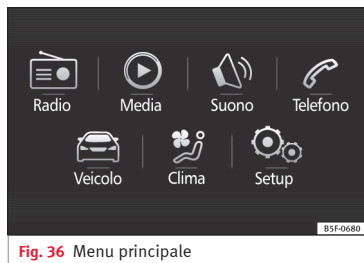 Radio Media Suono Telefono
Veicolo Clima Setup
B5F-0680
Fig. 36 Menu principale